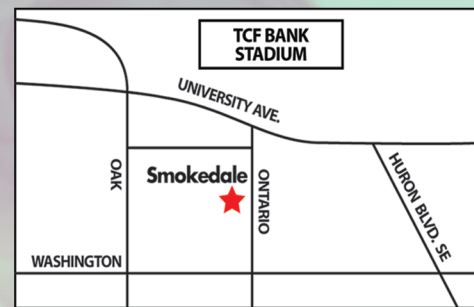 TCF BANK
STADIUM
UNIVERSITY AVE.
OAK
Smokedale
ONTARIO
HURON BLVD. SE
WASHINGTON